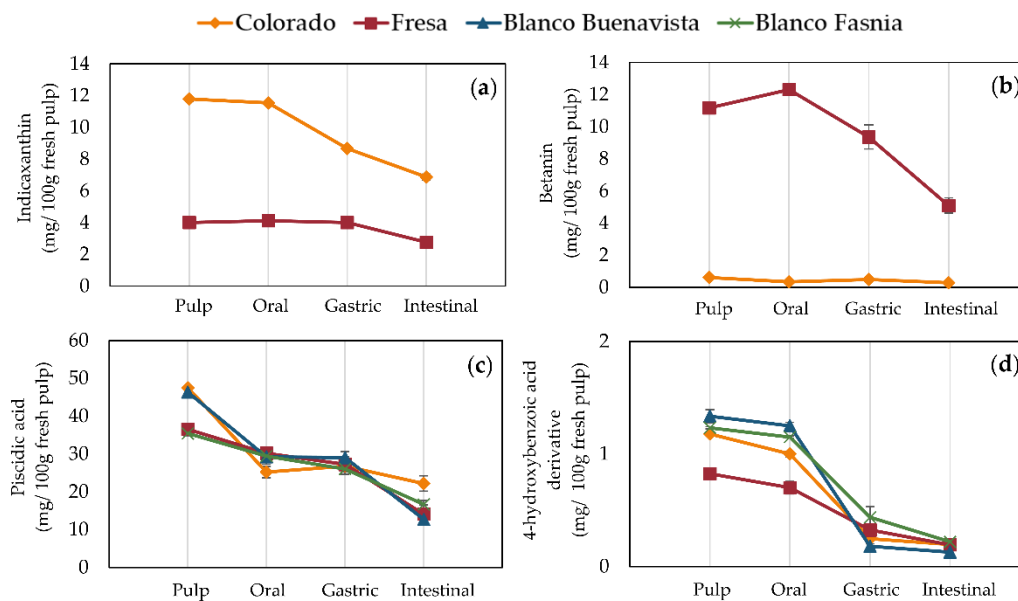 Colorado Fresa Blanco Buenavista Blanco Fasnia
(a)
Indicaxanthin
(mg/ 100g fresh pulp)
14
12
10
8
6
4
2
0
Pulp Oral Gastric Intestinal
(b)
Betanin
(mg/ 100g fresh pulp)
14
12
10
8
6
4
2
0
Pulp Oral Gastric Intestinal
(c)
Piscidic acid
(mg/ 100g fresh pulp)
60
50
40
30
20
10
0
Pulp Oral Gastric Intestinal
(d)
4-hydroxybenzoic acid
derivative
(mg/ 100g fresh pulp)
2
1
0
Pulp Oral Gastric Intestinal